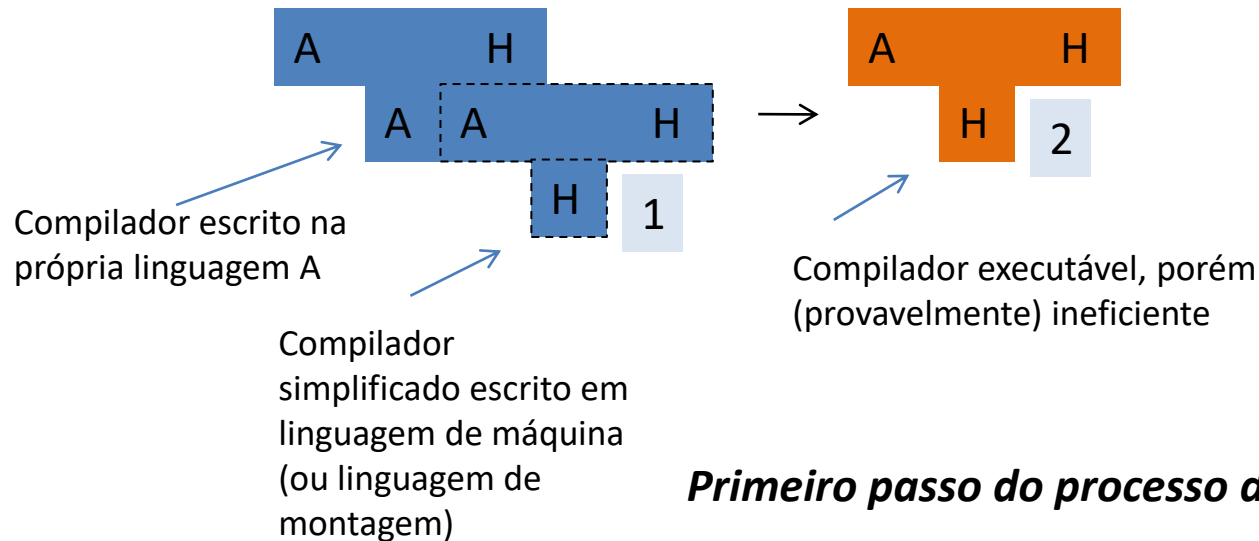 A H
A A H
H 1
A H
H 2
Compilador escrito na
própria linguagem A
Compilador
simplificado escrito em
linguagem de máquina
(ou linguagem de
montagem)
Compilador executável, porém
(provavelmente) ineficiente
Primeiro passo do processo